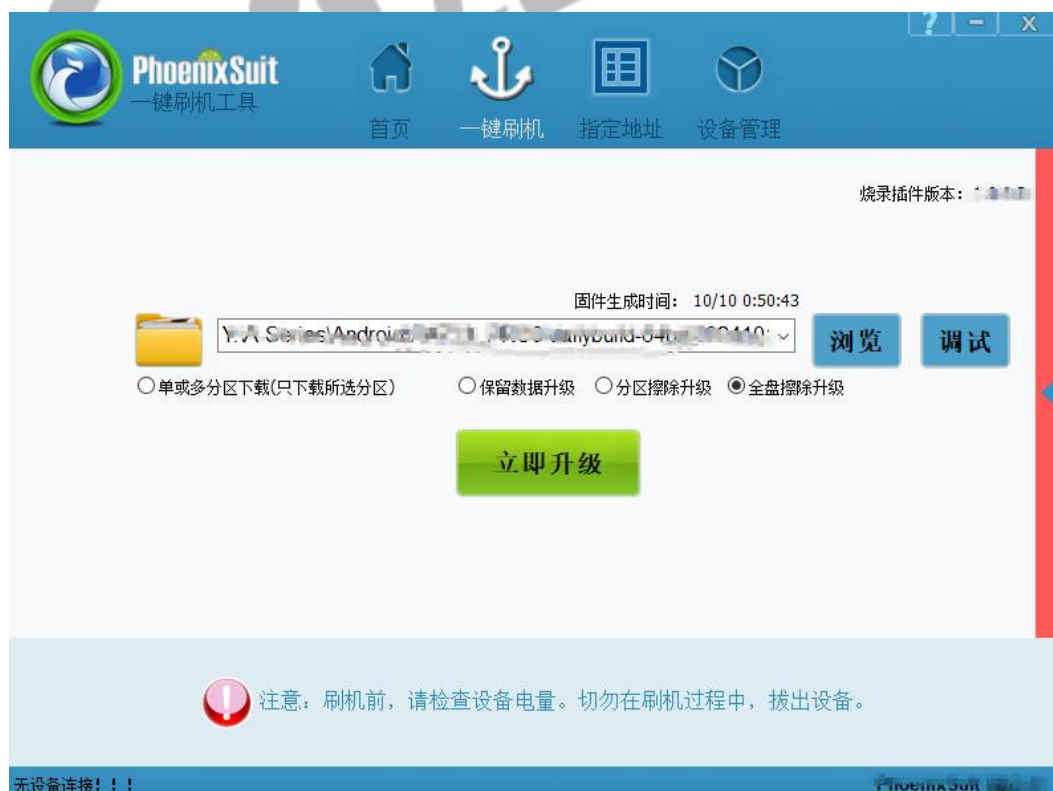 ? - x
PhoenixSuit
一键刷机工具
首页 一键刷机 指定地址 设备管理
烧录插件版本：
固件生成时间： 10/10 0:50:43
浏览 调试
单或多分区下载(只下载所选分区) 保留数据升级 分区擦除升级 全盘擦除升级
立即升级
注意：刷机前，请检查设备电量。切勿在刷机过程中，拔出设备。
无设备连接！！！ PhoenixSuit